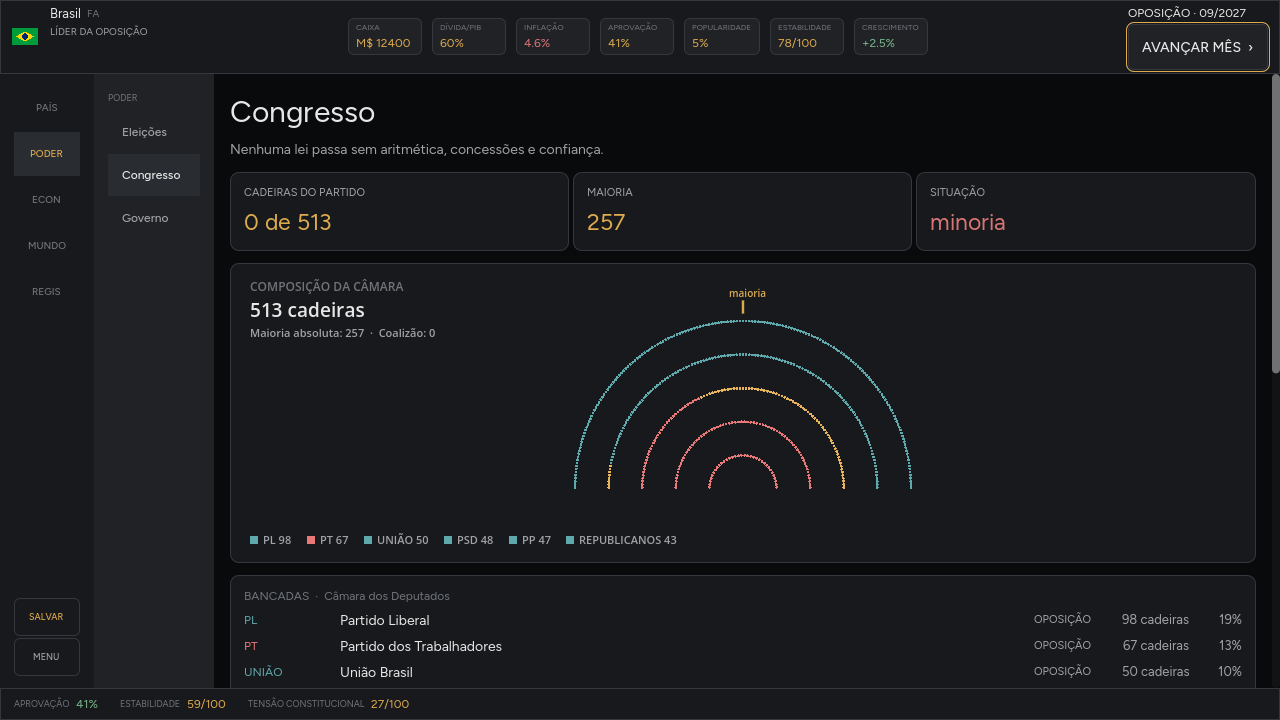 Brasil FA
LÍDER DA OPOSIÇÃO
CAIXA
M$ 12400
DÍVIDA/PIB
60%
INFLAÇÃO
4.6%
APROVAÇÃO
41%
POPULARIDADE
5%
ESTABILIDADE
78/100
CRESCIMENTO
+2.5%
OPOSIÇÃO · 09/2027
AVANÇAR MÊS ›
PAÍS
PODER
ECON
MUNDO
REGIS
SALVAR
MENU
PODER
Eleições
Congresso
Governo
Congresso
Nenhuma lei passa sem aritmética, concessões e confiança.
CADEIRAS DO PARTIDO
0 de 513
MAIORIA
257
SITUAÇÃO
minoria
COMPOSIÇÃO DA CÂMARA
513 cadeiras
Maioria absoluta: 257 · Coalizão: 0
maioria
PL 98 PT 67 UNIÃO 50 PSD 48 PP 47 REPUBLICANOS 43
BANCADAS · Câmara dos Deputados
PL Partido Liberal OPOSIÇÃO 98 cadeiras 19%
PT Partido dos Trabalhadores OPOSIÇÃO 67 cadeiras 13%
UNIÃO União Brasil OPOSIÇÃO 50 cadeiras 10%
APROVAÇÃO 41% ESTABILIDADE 59/100 TENSÃO CONSTITUCIONAL 27/100